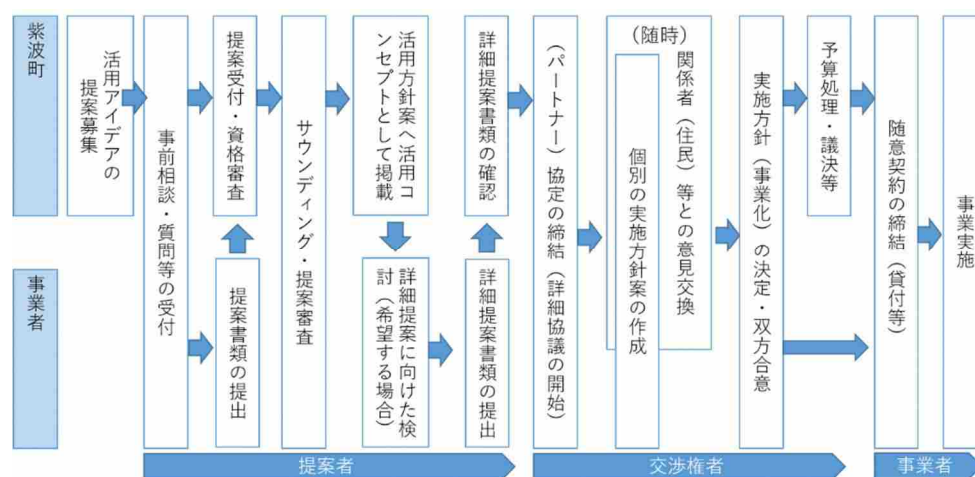 紫波町
活用アイデアの
提案募集
事前相談・質問等の受付
提案受付・資格審査
サウンディング・提案審査
活用方針案へ活用コ
ンセプトとして掲載
詳細提案書類の確認
（パートナー）協定の締結（詳細協議の開始）
（随時）
関係者（住民）等との意見交換
個別の実施方針案の作成
実施方針（事業化）の決定・双方合意
予算処理・議決等
随意契約の締結（貸付等）
事業実施
事業者
提案書類の提出
詳細提案に向けた検
討（希望する場合）
詳細提案書類の提出
提案者
交渉権者
事業者